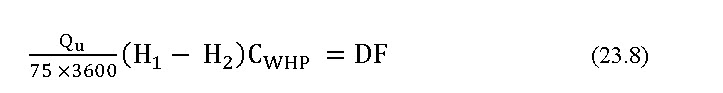 Qu/75 ×3600 (H1 − H2)CWHP = DF (23.8)